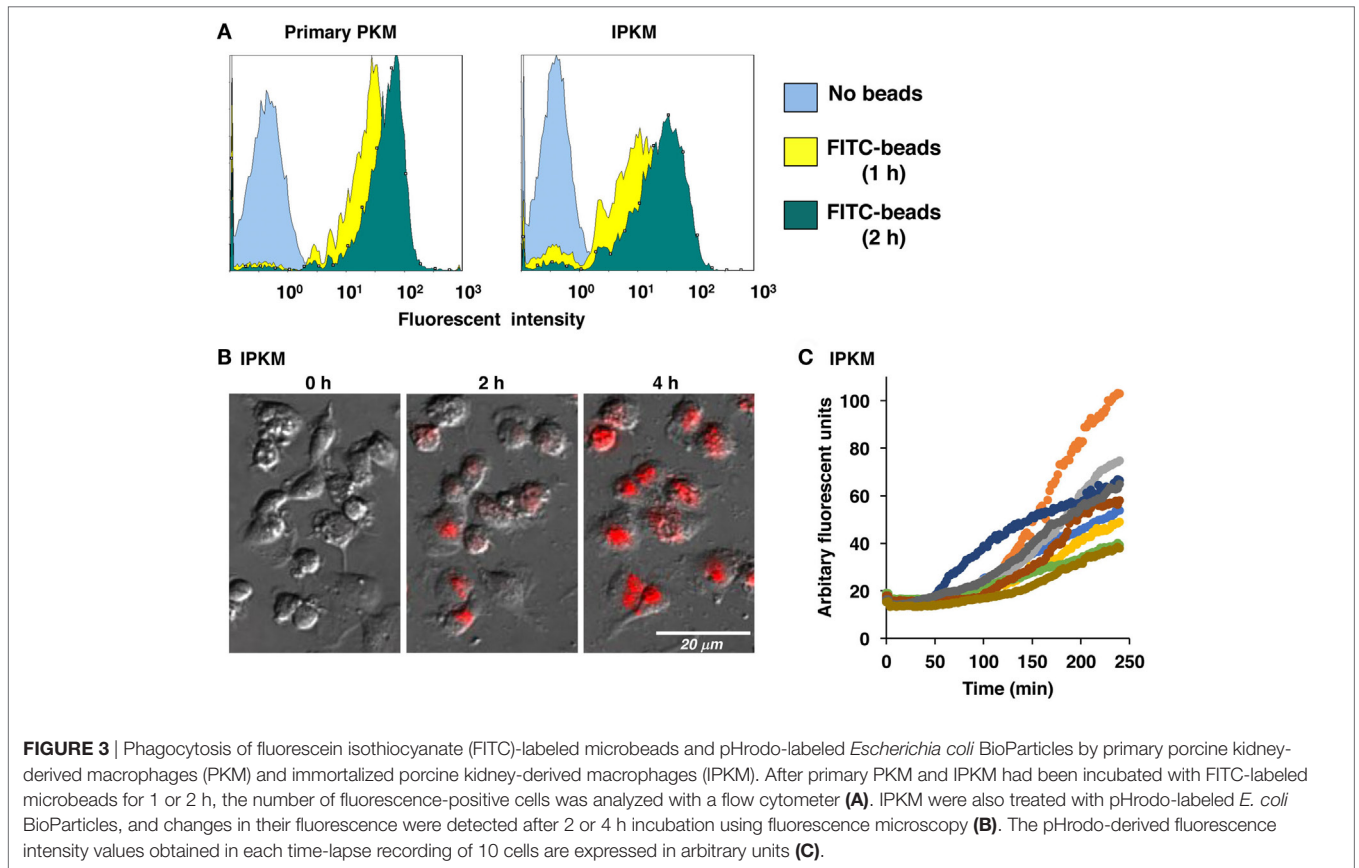 A
Primary PKM
IPKM
No beads
FITC-beads
(1 h)
FITC-beads
(2 h)
10⁰ 10¹ 10² 10³
10⁰ 10¹ 10² 10³
Fluorescent intensity
B IPKM
0 h
2 h
4 h
20 μm
C IPKM
Arbitary fluorescent units
100
80
60
40
20
0
0 50 100 150 200 250
Time (min)
FIGURE 3 | Phagocytosis of fluorescein isothiocyanate (FITC)-labeled microbeads and pHrodo-labeled Escherichia coli BioParticles by primary porcine kidney-
derived macrophages (PKM) and immortalized porcine kidney-derived macrophages (IPKM). After primary PKM and IPKM had been incubated with FITC-labeled
microbeads for 1 or 2 h, the number of fluorescence-positive cells was analyzed with a flow cytometer (A). IPKM were also treated with pHrodo-labeled E. coli
BioParticles, and changes in their fluorescence were detected after 2 or 4 h incubation using fluorescence microscopy (B). The pHrodo-derived fluorescence
intensity values obtained in each time-lapse recording of 10 cells are expressed in arbitrary units (C).